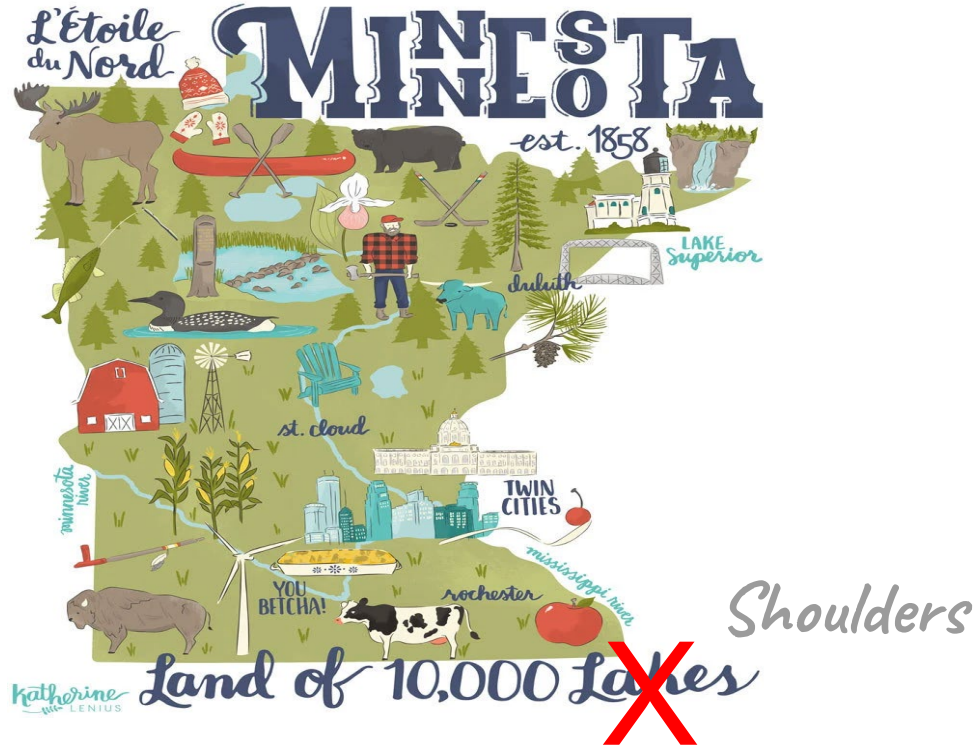 L'Étoile
du Nord
MINNESOTA
est. 1858
LAKE
Superior
duluth
st. cloud
minnesota
river
TWIN
CITIES
mississippi river
YOU
BETCHA!
rochester
Shoulders
Land of 10,000 Lakes
X
Katherine
LENIUS